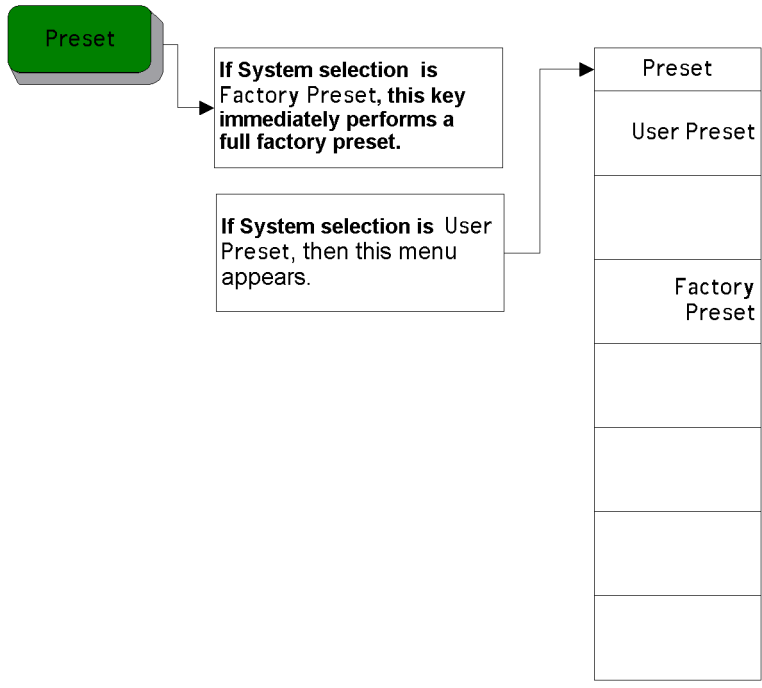 Preset
If System selection is
Factory Preset, this key
immediately performs a
full factory preset.
If System selection is User
Preset, then this menu
appears.
Preset
User Preset
Factory
Preset